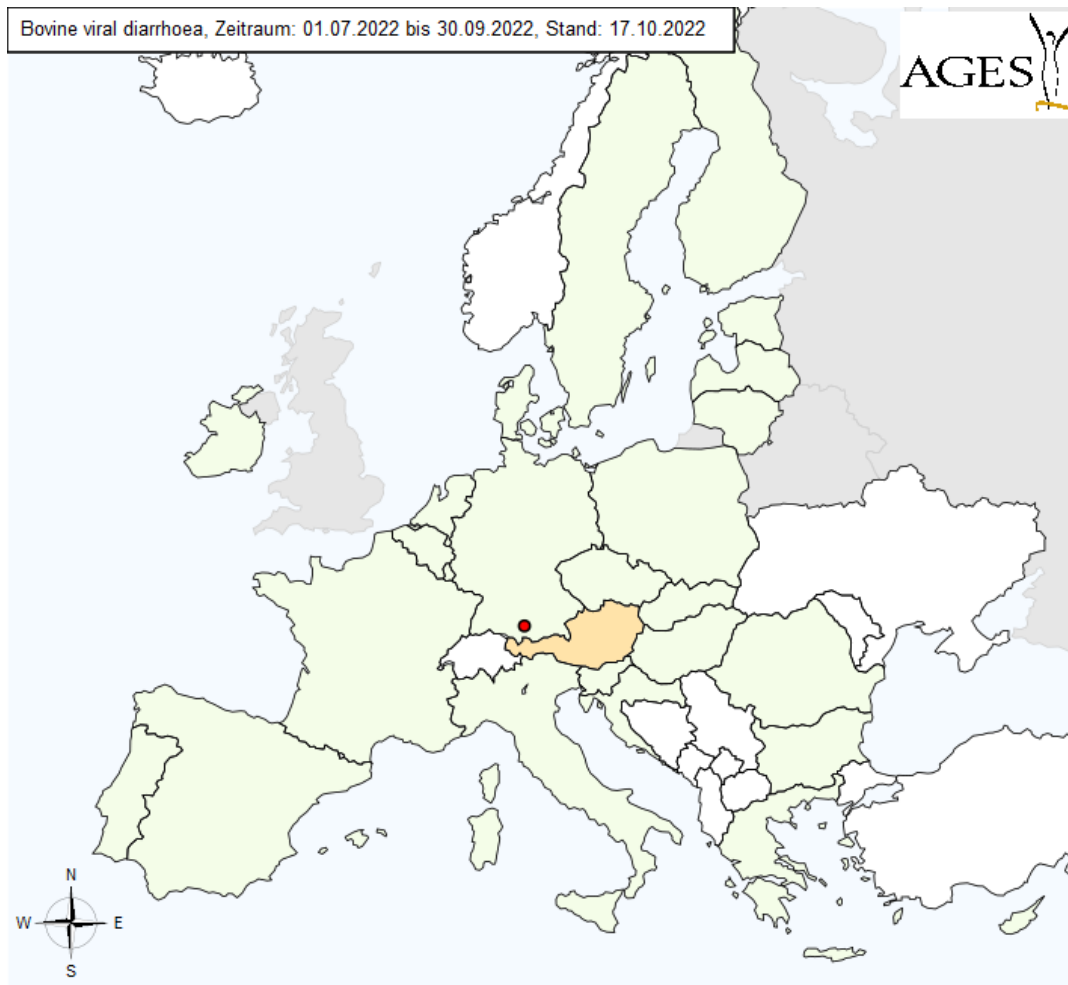 Bovine viral diarrhoea, Zeitraum: 01.07.2022 bis 30.09.2022, Stand: 17.10.2022
AGES
N
W E
S